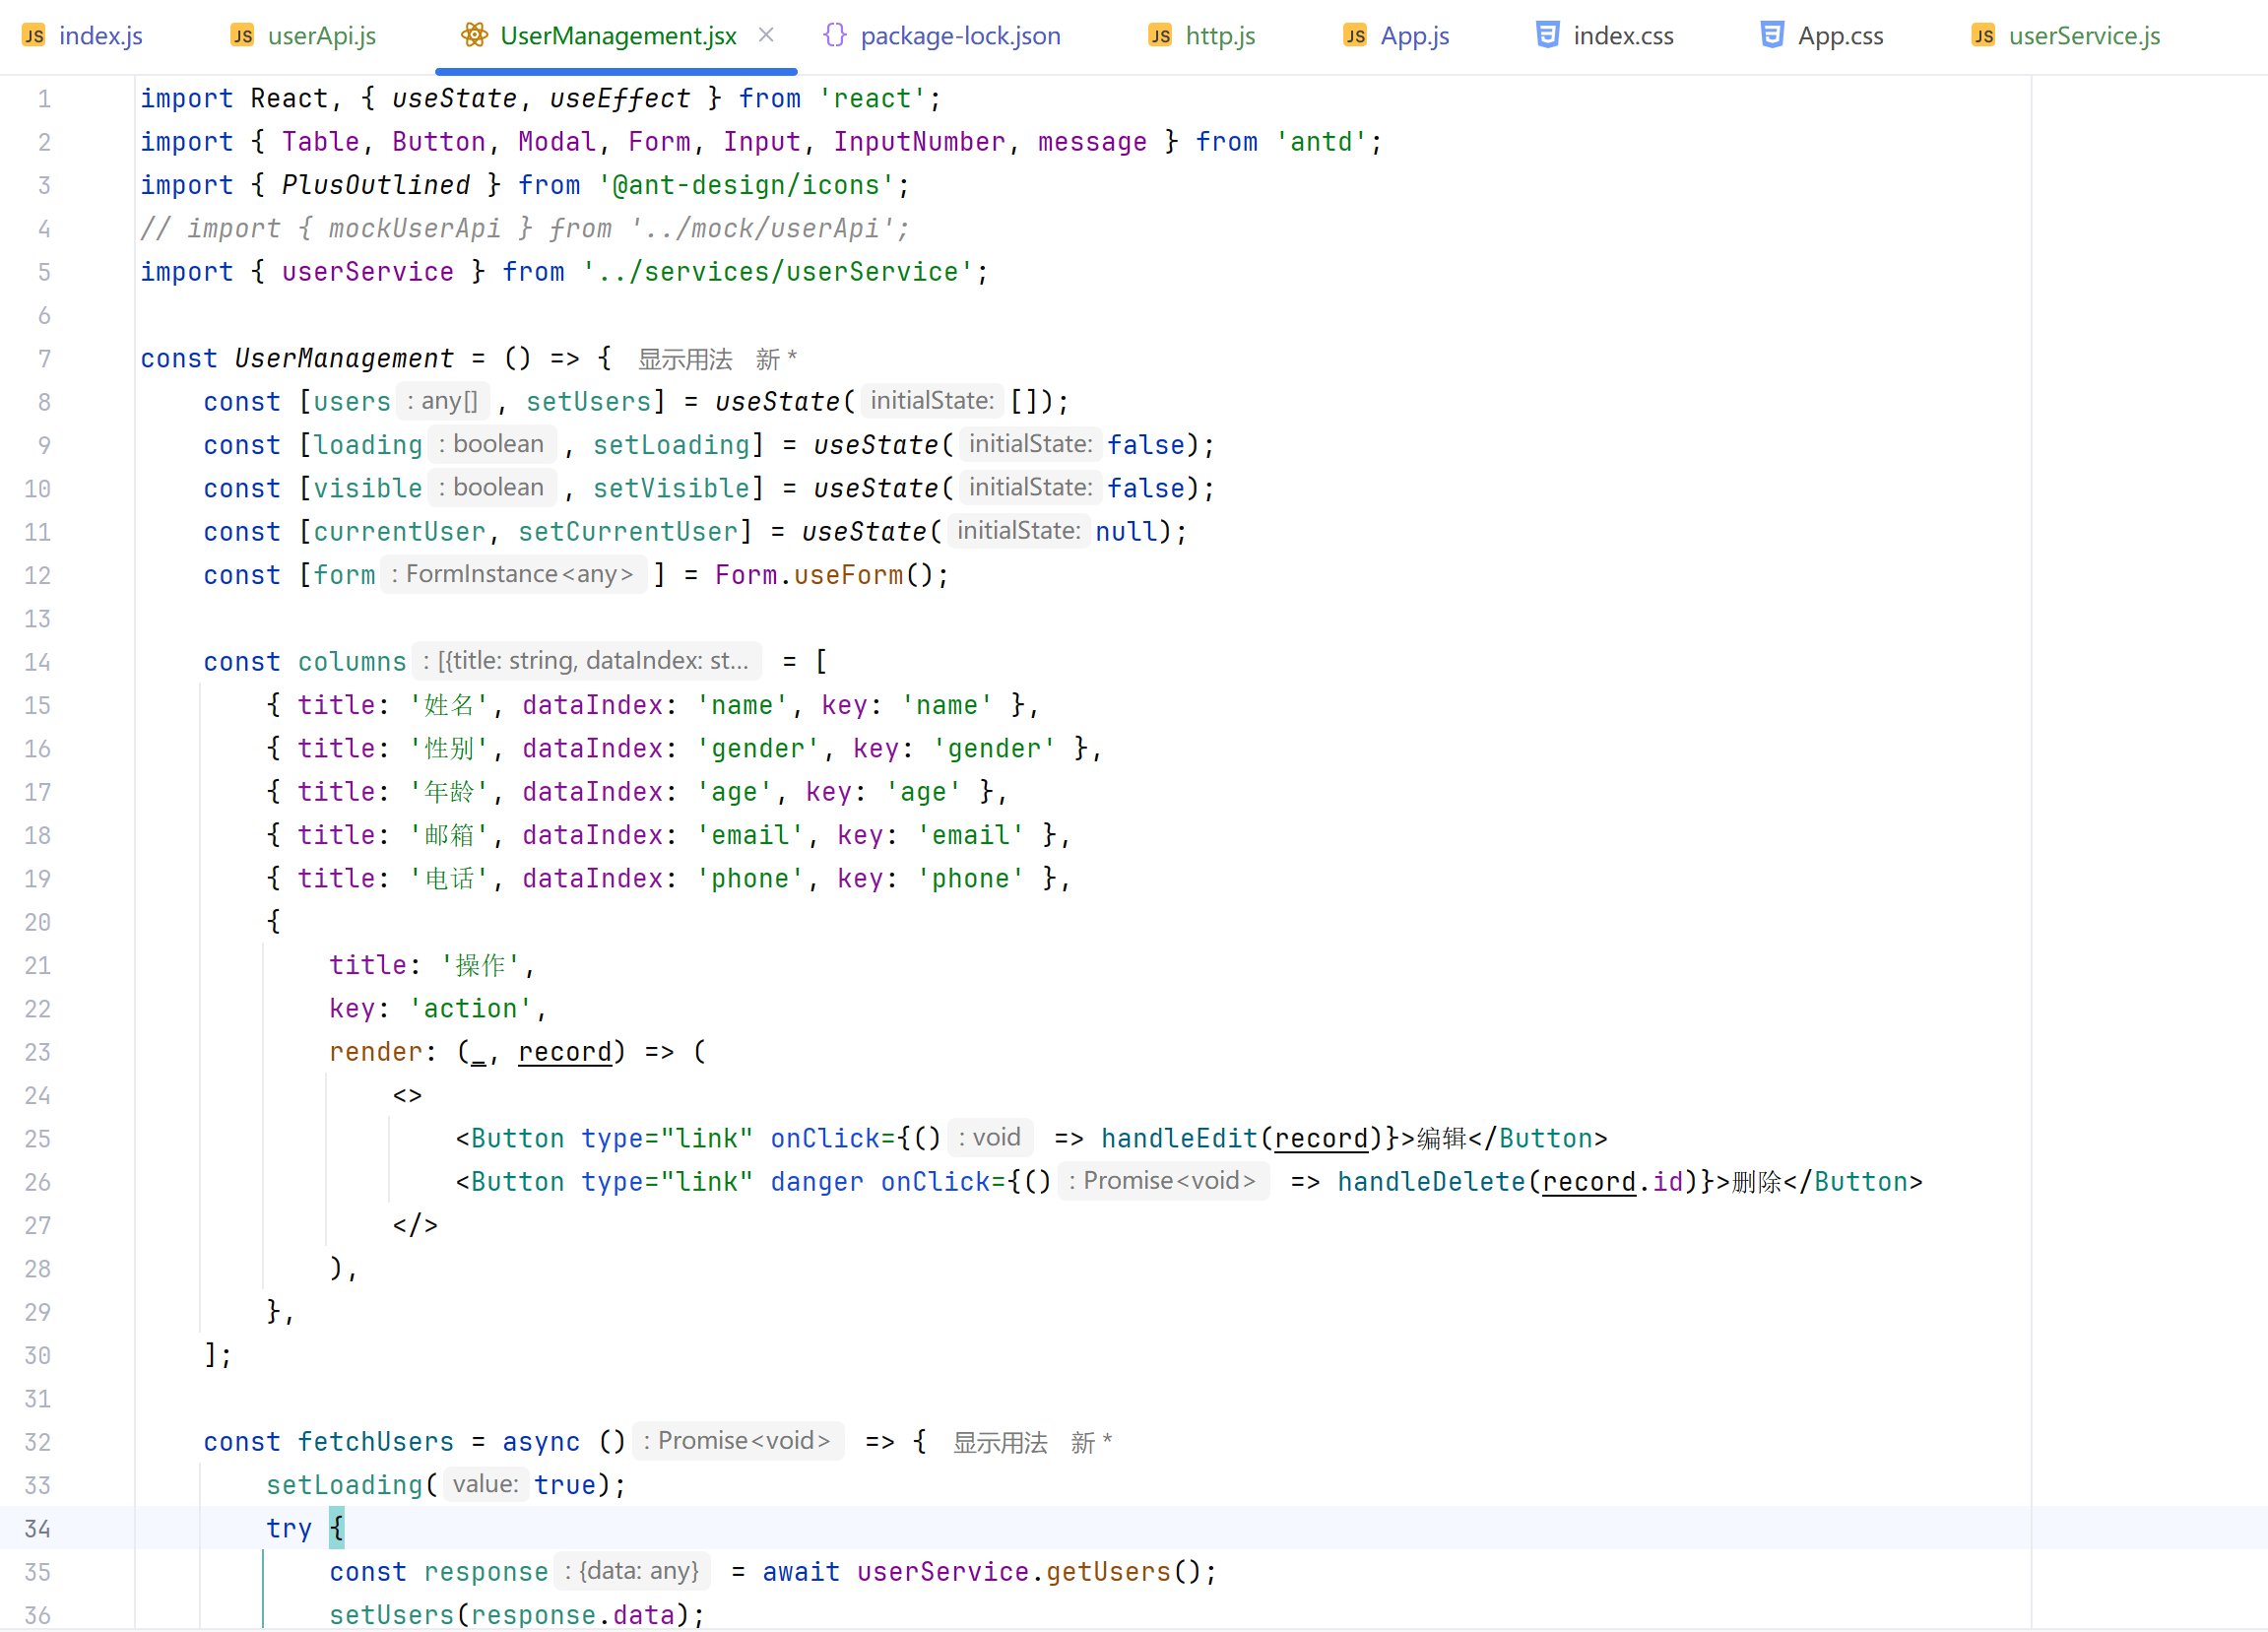 index.js userApi.js UserManagement.jsx package-lock.json http.js App.js index.css App.css userService.js
1 import React, { useState, useEffect } from 'react';
2 import { Table, Button, Modal, Form, Input, InputNumber, message } from 'antd';
3 import { PlusOutlined } from '@ant-design/icons';
4 // import { mockUserApi } from '../mock/userApi';
5 import { userService } from '../services/userService';
6
7 const UserManagement = () => { 显示用法 新 *
8 const [users : any[] , setUsers] = useState( initialState: []);
9 const [loading : boolean , setLoading] = useState( initialState: false);
10 const [visible : boolean , setVisible] = useState( initialState: false);
11 const [currentUser, setCurrentUser] = useState( initialState: null);
12 const [form : FormInstance<any> ] = Form.useForm();
13
14 const columns : [{title: string, dataIndex: st... = [
15 { title: '姓名', dataIndex: 'name', key: 'name' },
16 { title: '性别', dataIndex: 'gender', key: 'gender' },
17 { title: '年龄', dataIndex: 'age', key: 'age' },
18 { title: '邮箱', dataIndex: 'email', key: 'email' },
19 { title: '电话', dataIndex: 'phone', key: 'phone' },
20 {
21 title: '操作',
22 key: 'action',
23 render: (_, record) => (
24 <>
25 <Button type="link" onClick={() : void => handleEdit(record)}>编辑</Button>
26 <Button type="link" danger onClick={() : Promise<void> => handleDelete(record.id)}>删除</Button>
27 </>
28 ),
29 },
30 ];
31
32 const fetchUsers = async () : Promise<void> => { 显示用法 新 *
33 setLoading( value: true);
34 try {
35 const response : {data: any} = await userService.getUsers();
36 setUsers(response.data);